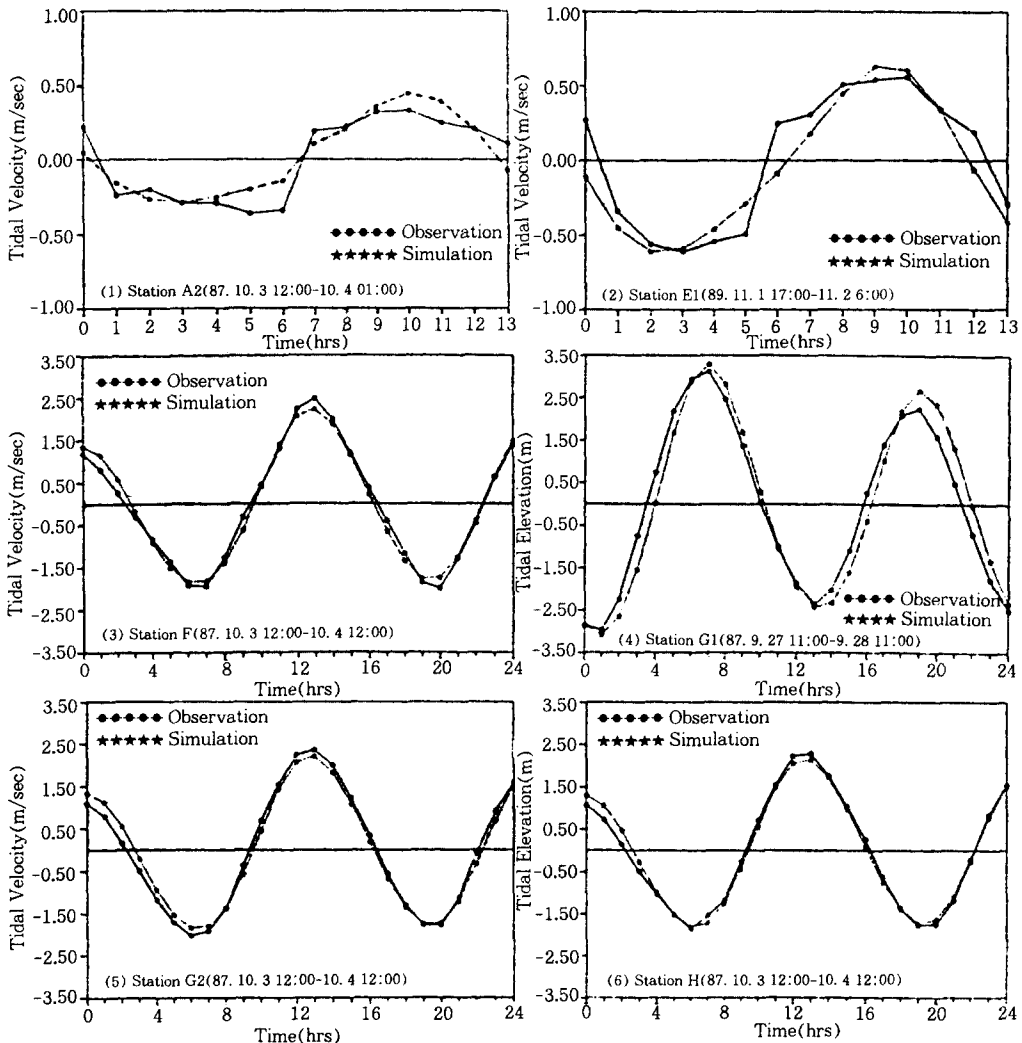 1.00
0.50
0.00
-0.50
-1.00
Tidal Velocity(m/sec)
Observation
Simulation
(1) Station A2(87. 10. 3 12:00-10. 4 01:00)
0 1 2 3 4 5 6 7 8 9 10 11 12 13
Time(hrs)
1.00
0.50
0.00
-0.50
-1.00
Tidal Velocity(m/sec)
Observation
Simulation
(2) Station E1(89. 11. 1 17:00-11. 2 6:00)
0 1 2 3 4 5 6 7 8 9 10 11 12 13
Time(hrs)
3.50
2.50
1.50
0.50
-0.50
-1.50
-2.50
-3.50
Tidal Velocity(m/sec)
Observation
Simulation
(3) Station F(87. 10. 3 12:00-10. 4 12:00)
0 4 8 12 16 20 24
Time(hrs)
3.50
2.50
1.50
0.50
-0.50
-1.50
-2.50
-3.50
Tidal Elevation(m)
Observation
Simulation
(4) Station G1(87. 9. 27 11:00-9. 28 11:00)
0 4 8 12 16 20 24
Time(hrs)
3.50
2.50
1.50
0.50
-0.50
-1.50
-2.50
-3.50
Tidal Velocity(m/sec)
Observation
Simulation
(5) Station G2(87. 10. 3 12:00-10. 4 12:00)
0 4 8 12 16 20 24
Time(hrs)
3.50
2.50
1.50
0.50
-0.50
-1.50
-2.50
-3.50
Tidal Elevation(m)
Observation
Simulation
(6) Station H(87. 10. 3 12:00-10. 4 12:00)
0 4 8 12 16 20 24
Time(hrs)